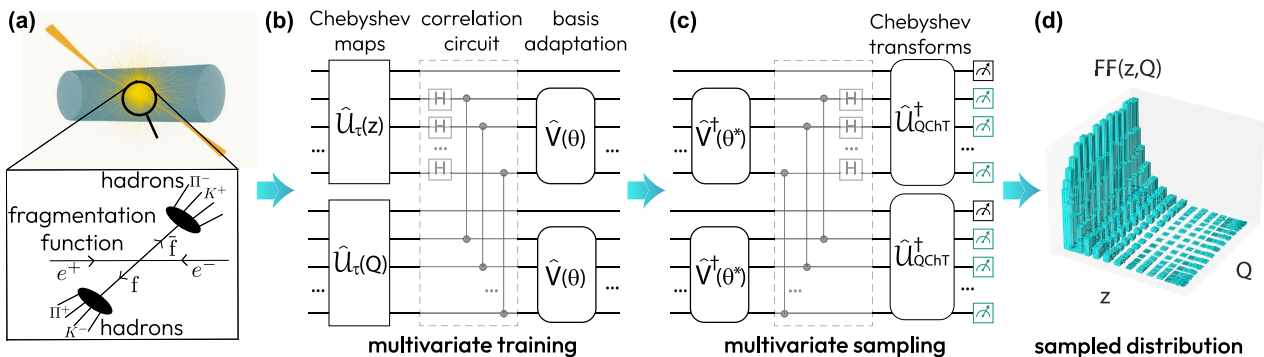 (a)
hadrons
Π⁻
K⁺
fragmentation
function
f̄
e⁺
e⁻
f
Π⁺
K⁻
hadrons
(b)
Chebyshev
maps
correlation
circuit
basis
adaptation
Û_τ(z)
H
H
...
H
V̂(θ)
...
...
Û_τ(Q)
...
V̂(θ)
...
...
multivariate training
(c)
Chebyshev
transforms
...
V̂†(θ*)
...
H
H
...
H
Û†_QChT
...
...
V̂†(θ*)
...
Û†_QChT
...
multivariate sampling
(d)
FF(z,Q)
z
Q
sampled distribution